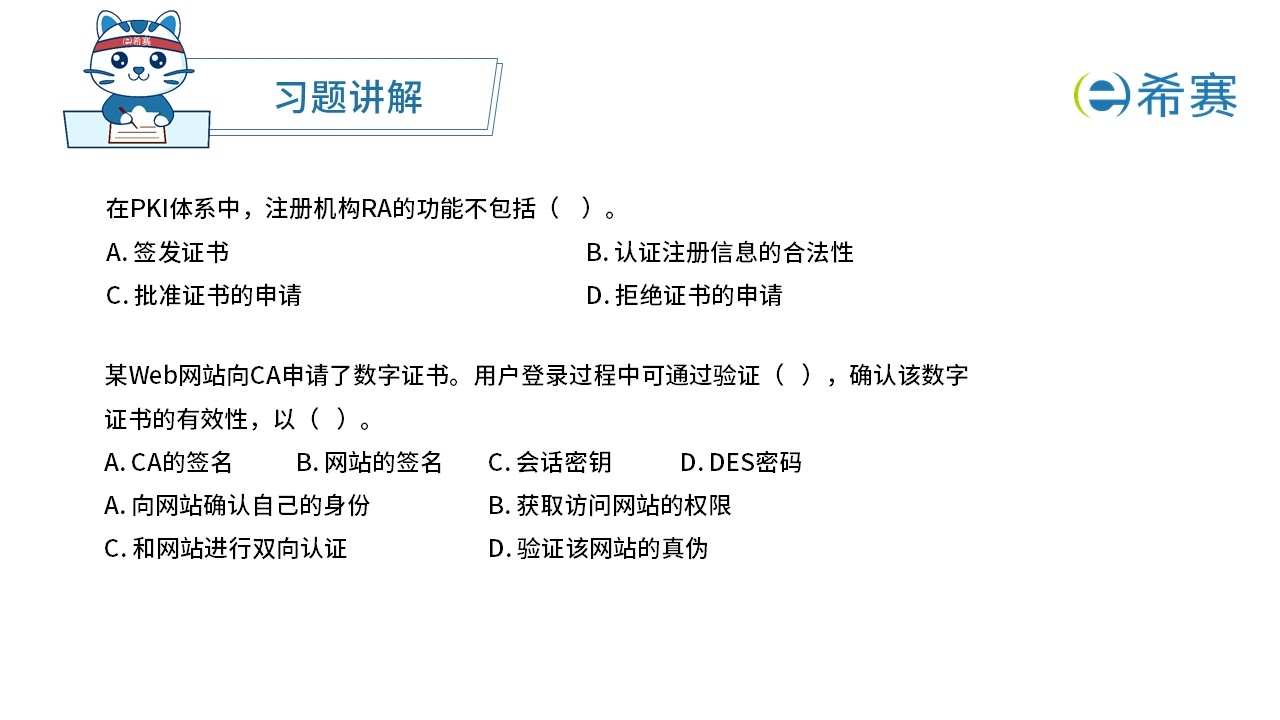 希赛
习题讲解
希赛
在PKI体系中，注册机构RA的功能不包括（ ）。
A. 签发证书 B. 认证注册信息的合法性
C. 批准证书的申请 D. 拒绝证书的申请
某Web网站向CA申请了数字证书。用户登录过程中可通过验证（ ），确认该数字
证书的有效性，以（ ）。
A. CA的签名 B. 网站的签名 C. 会话密钥 D. DES密码
A. 向网站确认自己的身份 B. 获取访问网站的权限
C. 和网站进行双向认证 D. 验证该网站的真伪